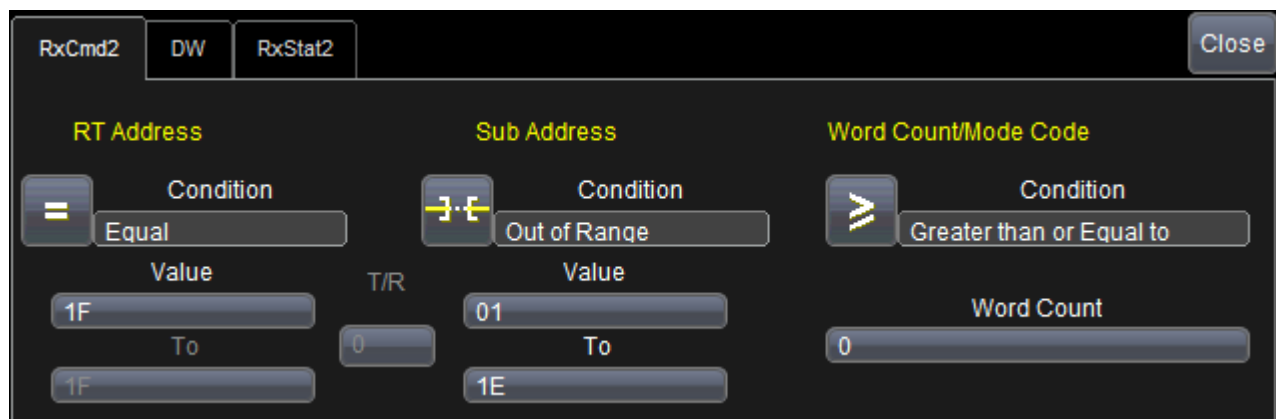 RxCmd2 DW RxStat2 Close
RT Address Sub Address Word Count/Mode Code
Condition Condition Condition
= Equal Out of Range ≥ Greater than or Equal to
Value T/R Value
1F 01 Word Count
To 0 To 0
1F 1E